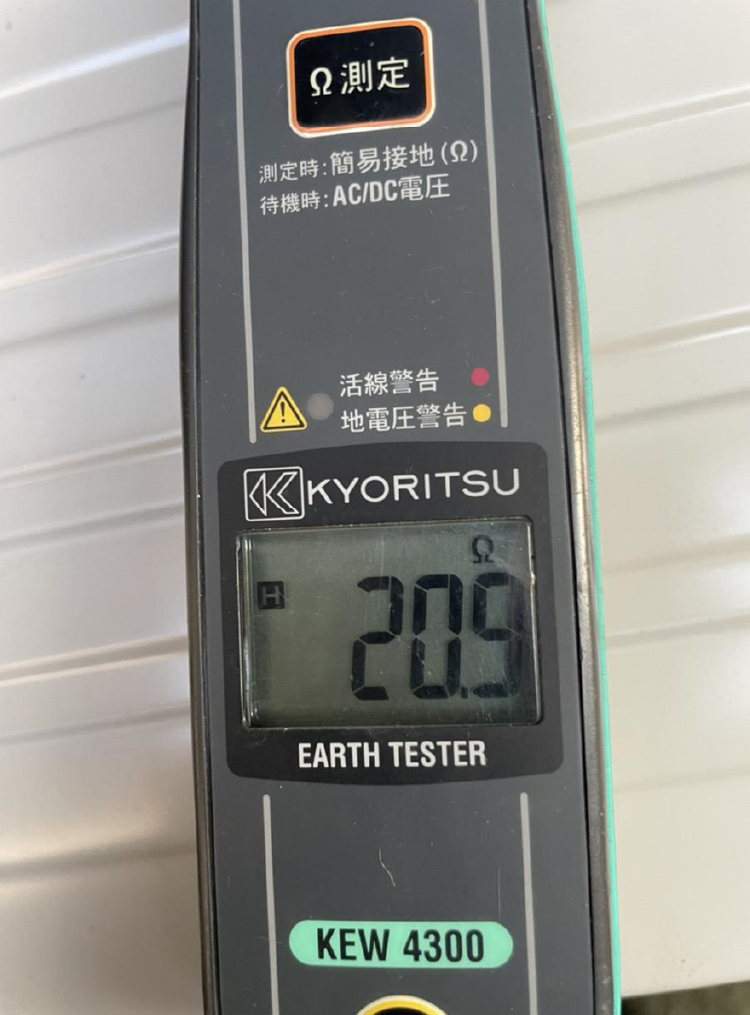 Ω測定
測定時:簡易接地(Ω)
待機時:AC/DC電圧
活線警告
地電圧警告
KYORITSU
Ω
H
20.9
EARTH TESTER
KEW 4300